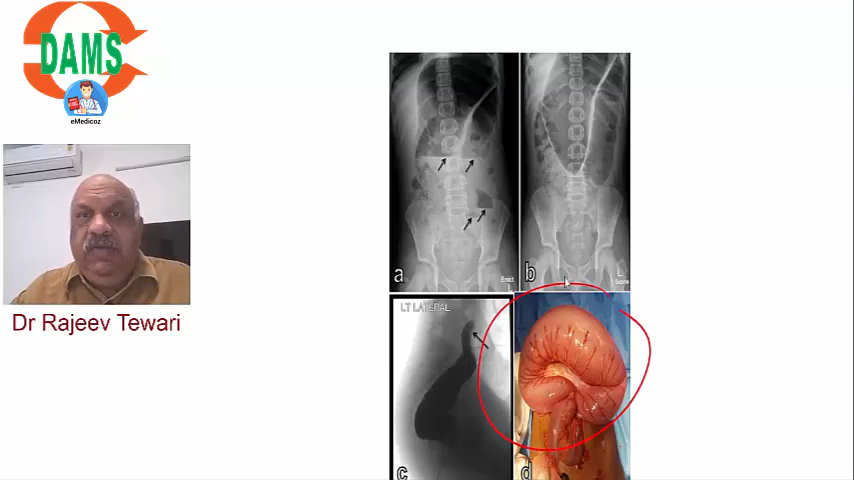 DAMS
eMedicoz
Dr Rajeev Tewari
a
Erect
b
L
Supine
LT LATERAL
c
d